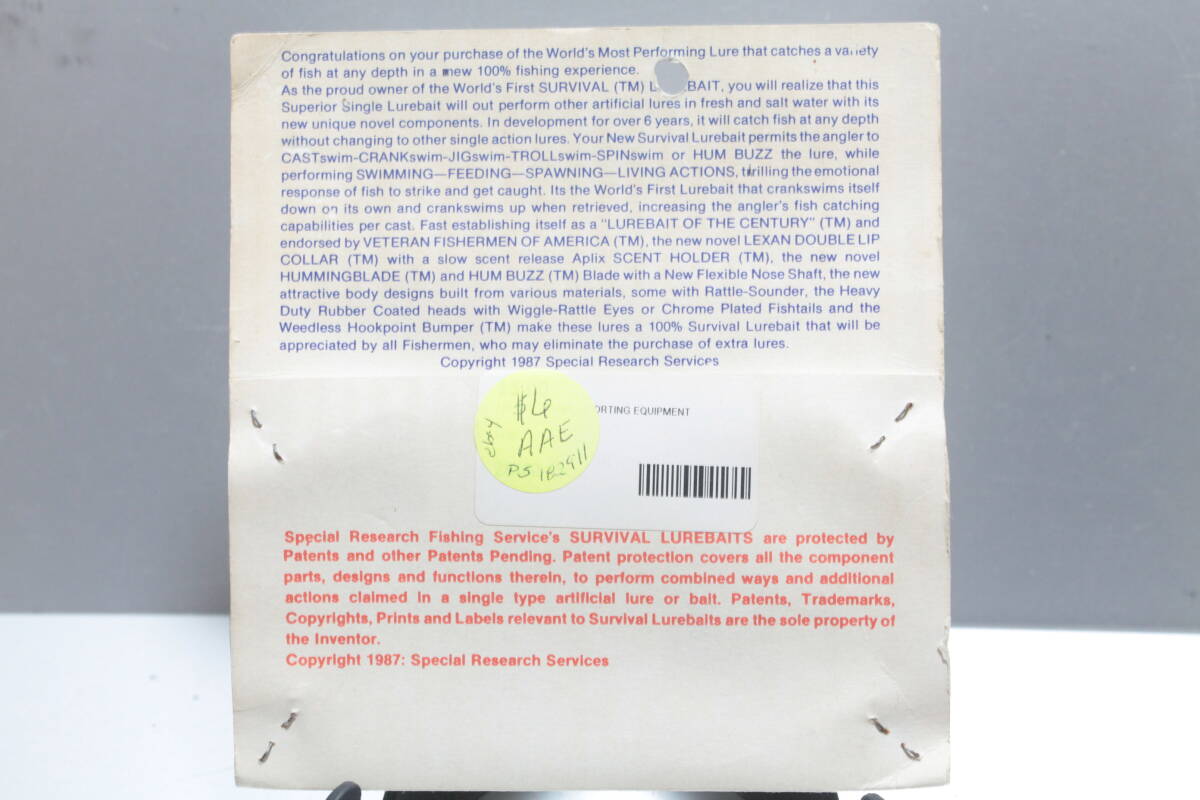 Congratulations on your purchase of the World's Most Performing Lure that catches a variety
of fish at any depth in a new 100% fishing experience.
As the proud owner of the World's First SURVIVAL (TM) L BAIT, you will realize that this
Superior Single Lurebait will out perform other artificial lures in fresh and salt water with its
new unique novel components. In development for over 6 years, it will catch fish at any depth
without changing to other single action lures. Your New Survival Lurebait permits the angler to
CASTswim-CRANKswim-JIGswim-TROLLswim-SPINswim or HUM BUZZ the lure, while
performing SWIMMING—FEEDING—SPAWNING—LIVING ACTIONS, thrilling the emotional
response of fish to strike and get caught. Its the World's First Lurebait that crankswims itself
down on its own and crankswims up when retrieved, increasing the angler's fish catching
capabilities per cast. Fast establishing itself as a "LUREBAIT OF THE CENTURY" (TM) and
endorsed by VETERAN FISHERMEN OF AMERICA (TM), the new novel LEXAN DOUBLE LIP
COLLAR (TM) with a slow scent release Aplix SCENT HOLDER (TM), the new novel
HUMMINGBLADE (TM) and HUM BUZZ (TM) Blade with a New Flexible Nose Shaft, the new
attractive body designs built from various materials, some with Rattle-Sounder, the Heavy
Duty Rubber Coated heads with Wiggle-Rattle Eyes or Chrome Plated Fishtails and the
Weedless Hookpoint Bumper (TM) make these lures a 100% Survival Lurebait that will be
appreciated by all Fishermen, who may eliminate the purchase of extra lures.
Copyright 1987 Special Research Services
ORTING EQUIPMENT
$6
ebay
AAE
PS 182911
Special Research Fishing Service's SURVIVAL LUREBAITS are protected by
Patents and other Patents Pending. Patent protection covers all the component
parts, designs and functions therein, to perform combined ways and additional
actions claimed in a single type artificial lure or bait. Patents, Trademarks,
Copyrights, Prints and Labels relevant to Survival Lurebaits are the sole property of
the Inventor.
Copyright 1987: Special Research Services